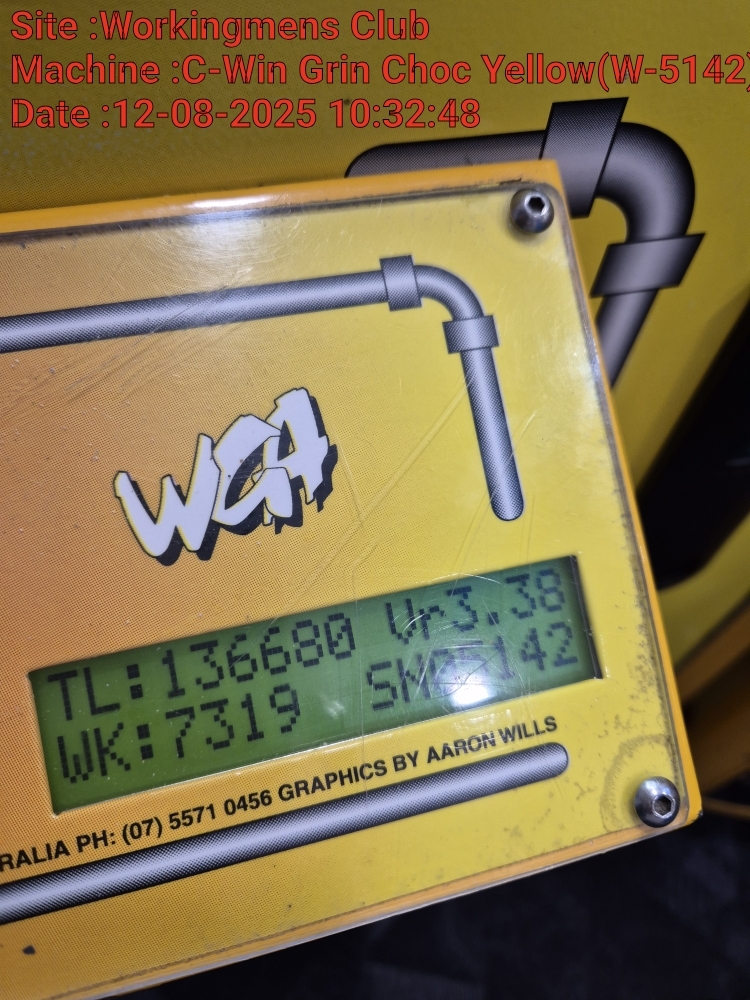 Site :Workingmens Club
Machine :C-Win Grin Choc Yellow(W-5142)
Date :12-08-2025 10:32:48
WGA
TL:136680 Vr3.38
WK:7319
RALIA PH: (07) 5571 0456 GRAPHICS BY AARON WILLS